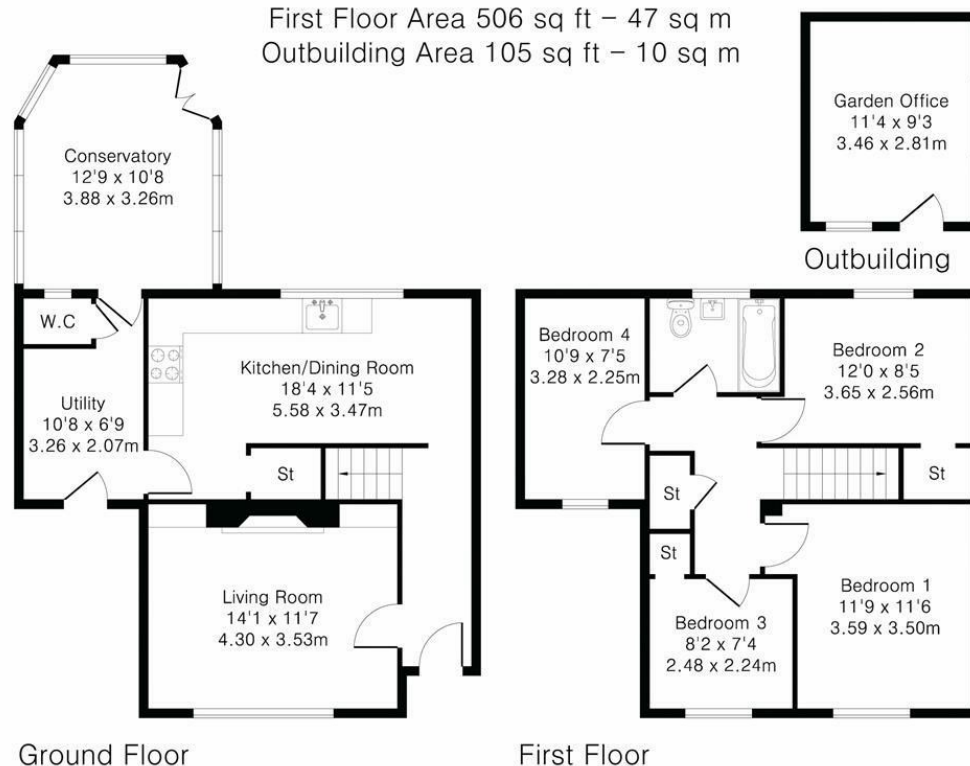 First Floor Area 506 sq ft – 47 sq m
Outbuilding Area 105 sq ft – 10 sq m
Garden Office
11'4 x 9'3
3.46 x 2.81m
Outbuilding
Conservatory
12'9 x 10'8
3.88 x 3.26m
W.C
Kitchen/Dining Room
18'4 x 11'5
5.58 x 3.47m
Utility
10'8 x 6'9
3.26 x 2.07m
St
Living Room
14'1 x 11'7
4.30 x 3.53m
Ground Floor
Bedroom 4
10'9 x 7'5
3.28 x 2.25m
Bedroom 2
12'0 x 8'5
3.65 x 2.56m
St
St
St
Bedroom 1
11'9 x 11'6
3.59 x 3.50m
Bedroom 3
8'2 x 7'4
2.48 x 2.24m
First Floor